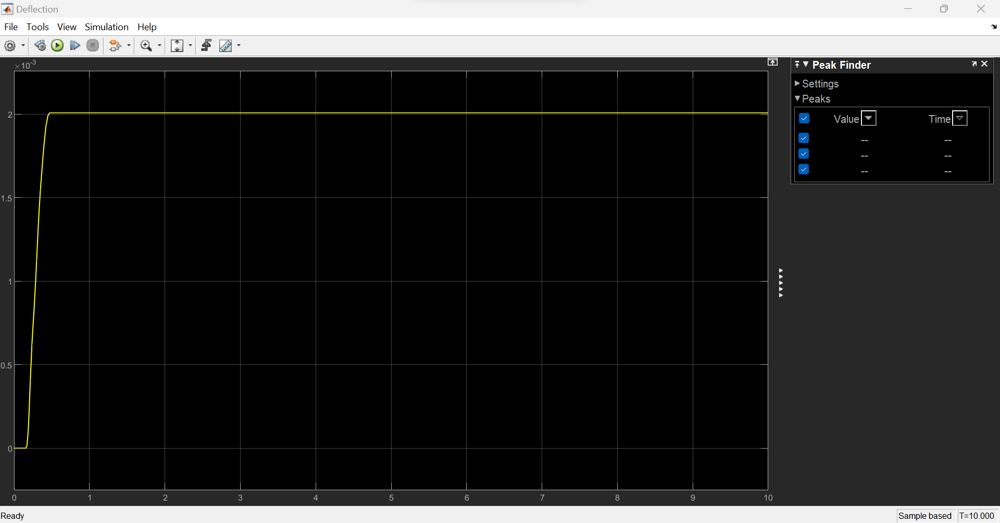 Deflection
File Tools View Simulation Help
×10-3
2
1.5
1
0.5
0
0 1 2 3 4 5 6 7 8 9 10
Peak Finder
Settings
Peaks
Value Time
-- --
-- --
-- --
Ready
Sample based T=10.000